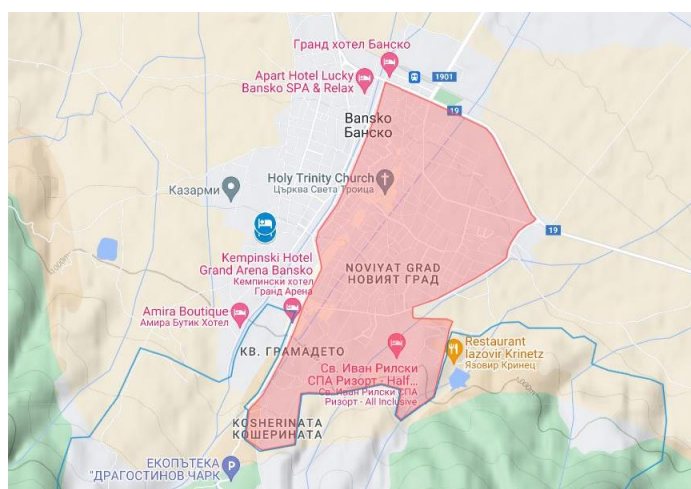 Гранд хотел Банско
Apart Hotel Lucky
Bansko SPA & Relax
1901
19
Bansko
Банско
Holy Trinity Church
Църква Света Троица
Казарми
19
Kempinski Hotel
Grand Arena Bansko
Кемпински хотел
Гранд Арена
NOVIYAT GRAD
НОВИЯТ ГРАД
Amira Boutique
Амира Бутик Хотел
КВ. ГРАМАДЕТО
Restaurant
Iazovir Krinetz
Язовир Кринец
Св. Иван Рилски
СПА Ризорт - Half...
Св. Иван Рилски СПА
Ризорт - All Inclusive
KOSHERINATA
КОШЕРИНАТА
ЕКОПЪТЕКА
"ДРАГОСТИНОВ ЧАРК
P